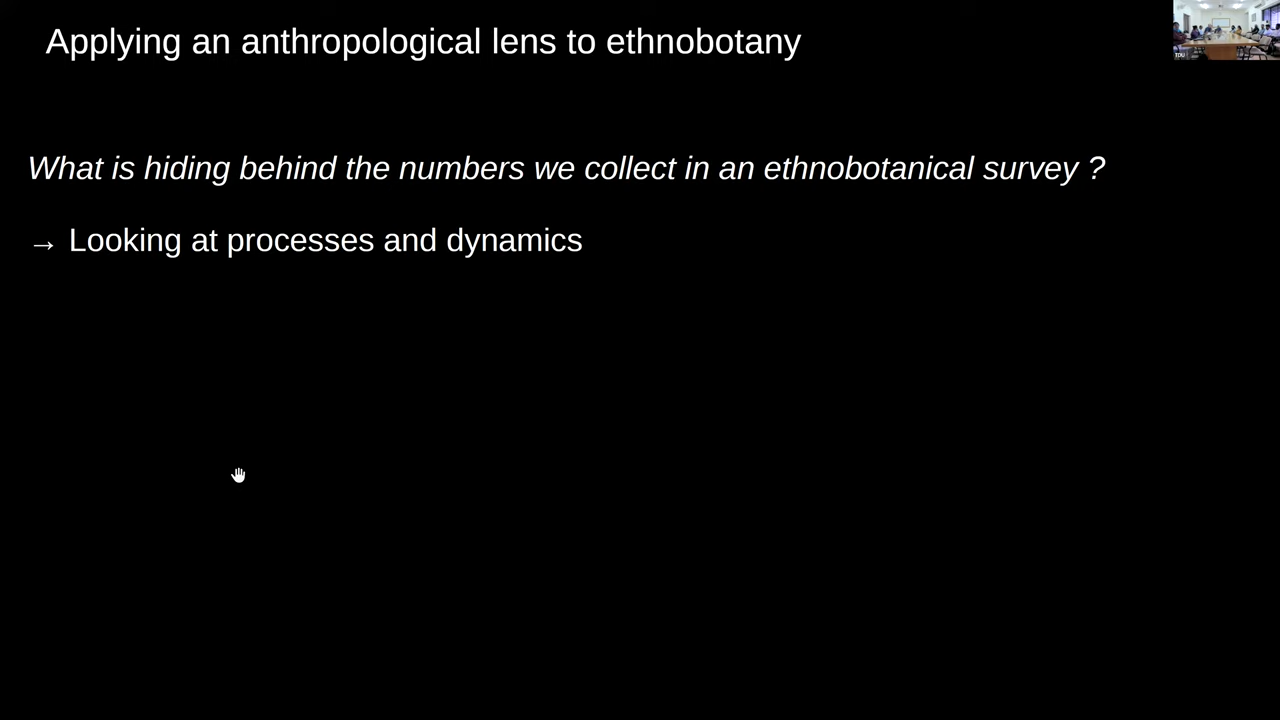 Applying an anthropological lens to ethnobotany
What is hiding behind the numbers we collect in an ethnobotanical survey ?
→ Looking at processes and dynamics
TDU